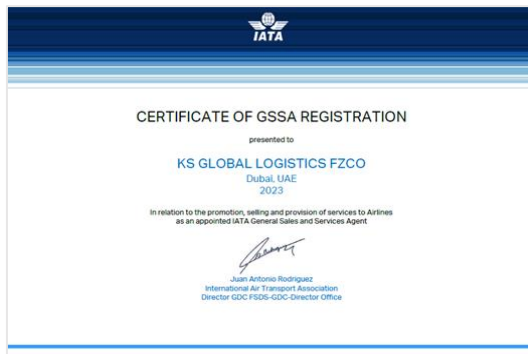 IATA
CERTIFICATE OF GSSA REGISTRATION
presented to
KS GLOBAL LOGISTICS FZCO
Dubai, UAE
2023
In relation to the promotion, selling and provision of services to Airlines
as an appointed IATA General Sales and Services Agent
Juan Antonio Rodriguez
International Air Transport Association
Director GDC FSDS-GDC-Director Office